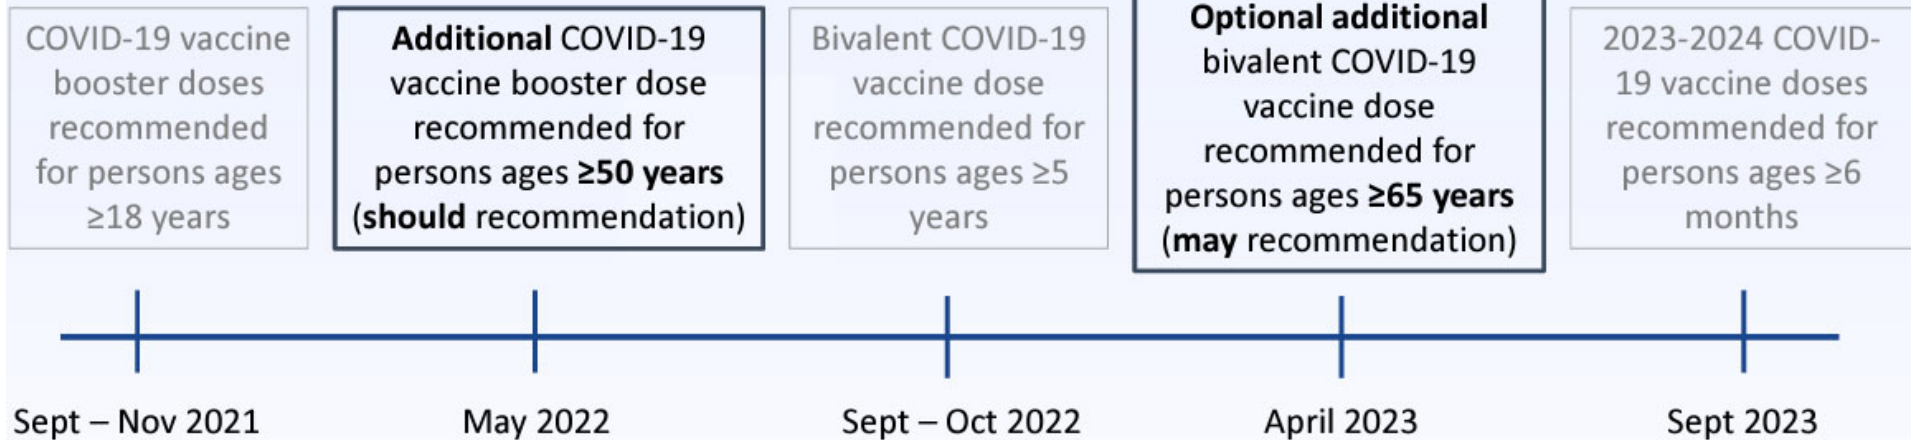 COVID-19 vaccine
booster doses
recommended
for persons ages
≥18 years
Additional COVID-19
vaccine booster dose
recommended for
persons ages ≥50 years
(should recommendation)
Bivalent COVID-19
vaccine dose
recommended for
persons ages ≥5
years
Optional additional
bivalent COVID-19
vaccine dose
recommended for
persons ages ≥65 years
(may recommendation)
2023-2024 COVID-
19 vaccine doses
recommended for
persons ages ≥6
months
Sept – Nov 2021
May 2022
Sept – Oct 2022
April 2023
Sept 2023